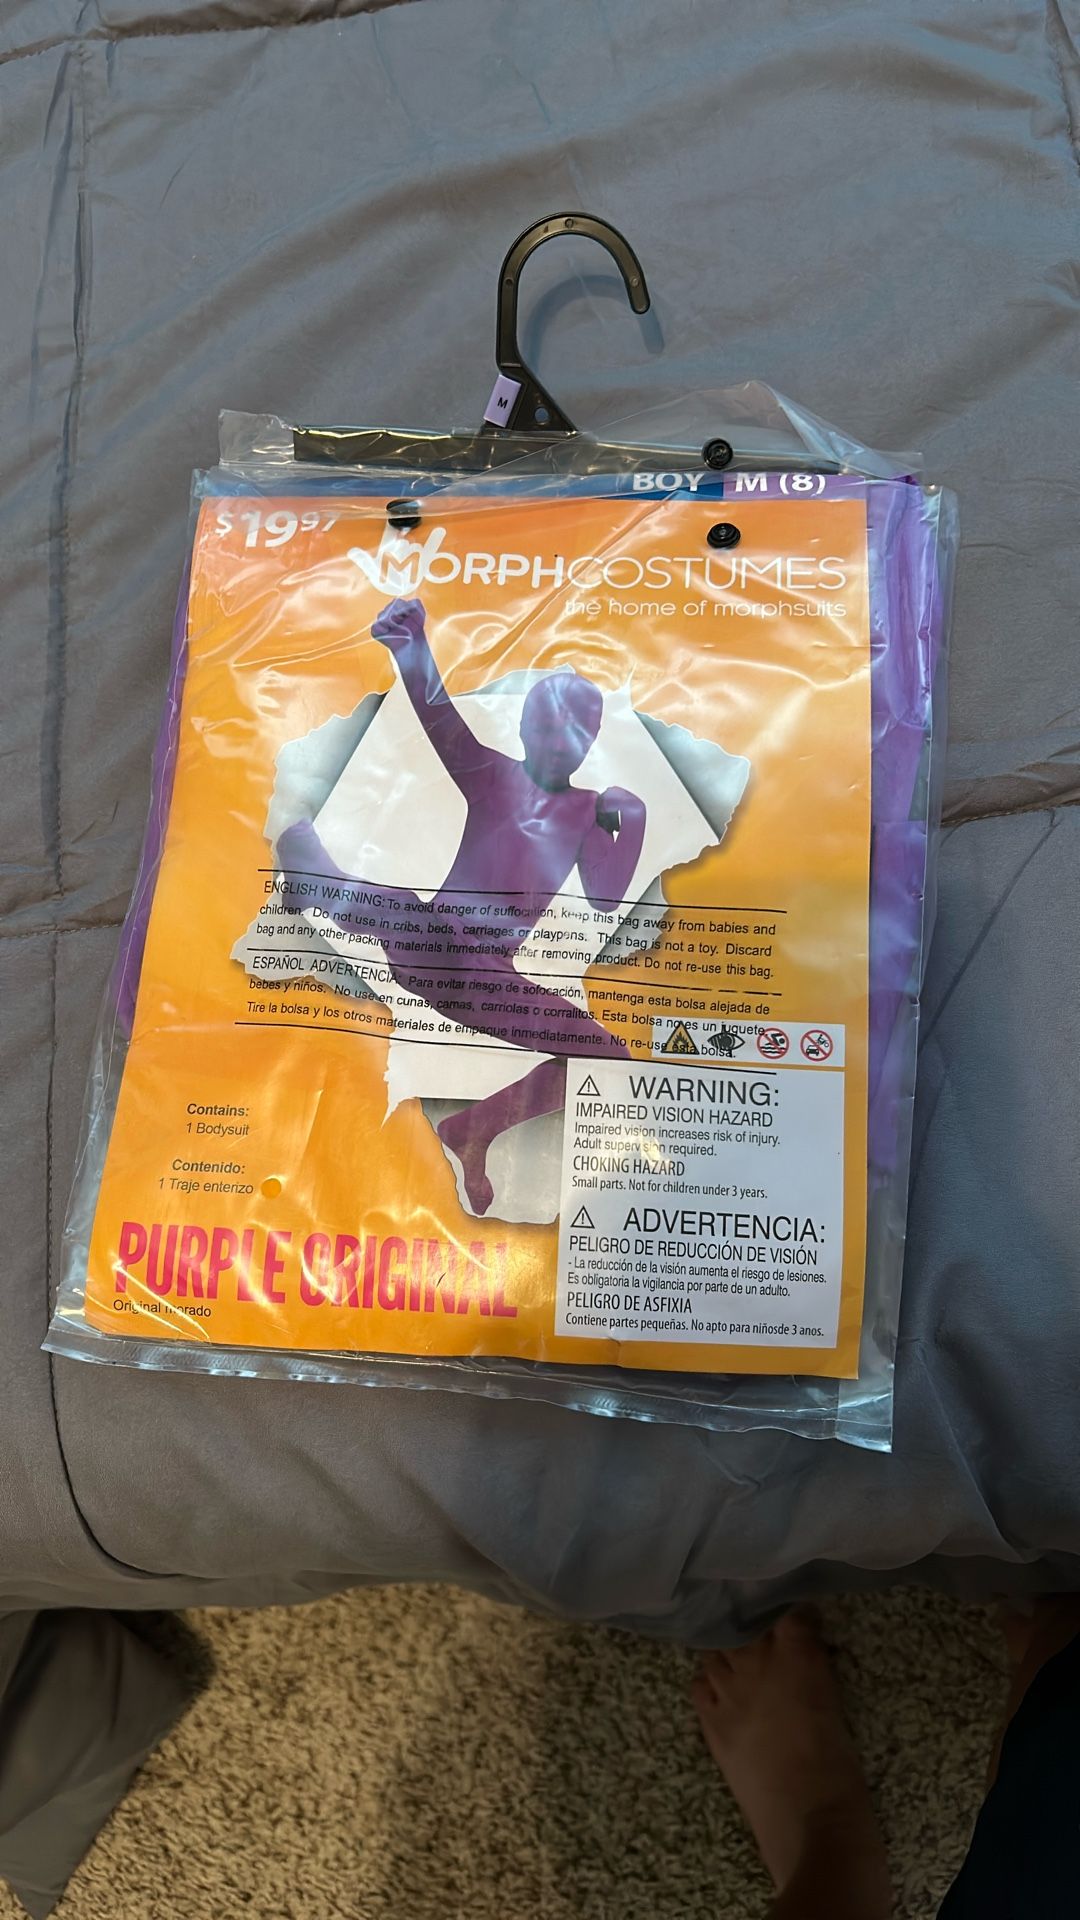 M
BOY M (8)
$19.97
MORPHCOSTUMES
the home of morphsuits
ENGLISH WARNING: To avoid danger of suffocation, keep this bag away from babies and
children. Do not use in cribs, beds, carriages or playpens. This bag is not a toy. Discard
bag and any other packing materials immediately after removing product. Do not re-use this bag.
ESPAÑOL ADVERTENCIA: Para evitar riesgo de sofocación, mantenga esta bolsa alejada de
bebes y niños. No use en cunas, camas, carriolas o corralitos. Esta bolsa no es un juguete
Tire la bolsa y los otros materiales de empaque inmediatamente. No re-use esta bolsa.
Contains:
1 Bodysuit
Contenido:
1 Traje enterizo
PURPLE ORIGINAL
Original morado
WARNING:
IMPAIRED VISION HAZARD
Impaired vision increases risk of injury.
Adult supervision required.
CHOKING HAZARD
Small parts. Not for children under 3 years.
ADVERTENCIA:
PELIGRO DE REDUCCIÓN DE VISIÓN
- La reducción de la visión aumenta el riesgo de lesiones.
Es obligatoria la vigilancia por parte de un adulto.
PELIGRO DE ASFIXIA
Contiene partes pequeñas. No apto para niñosde 3 anos.